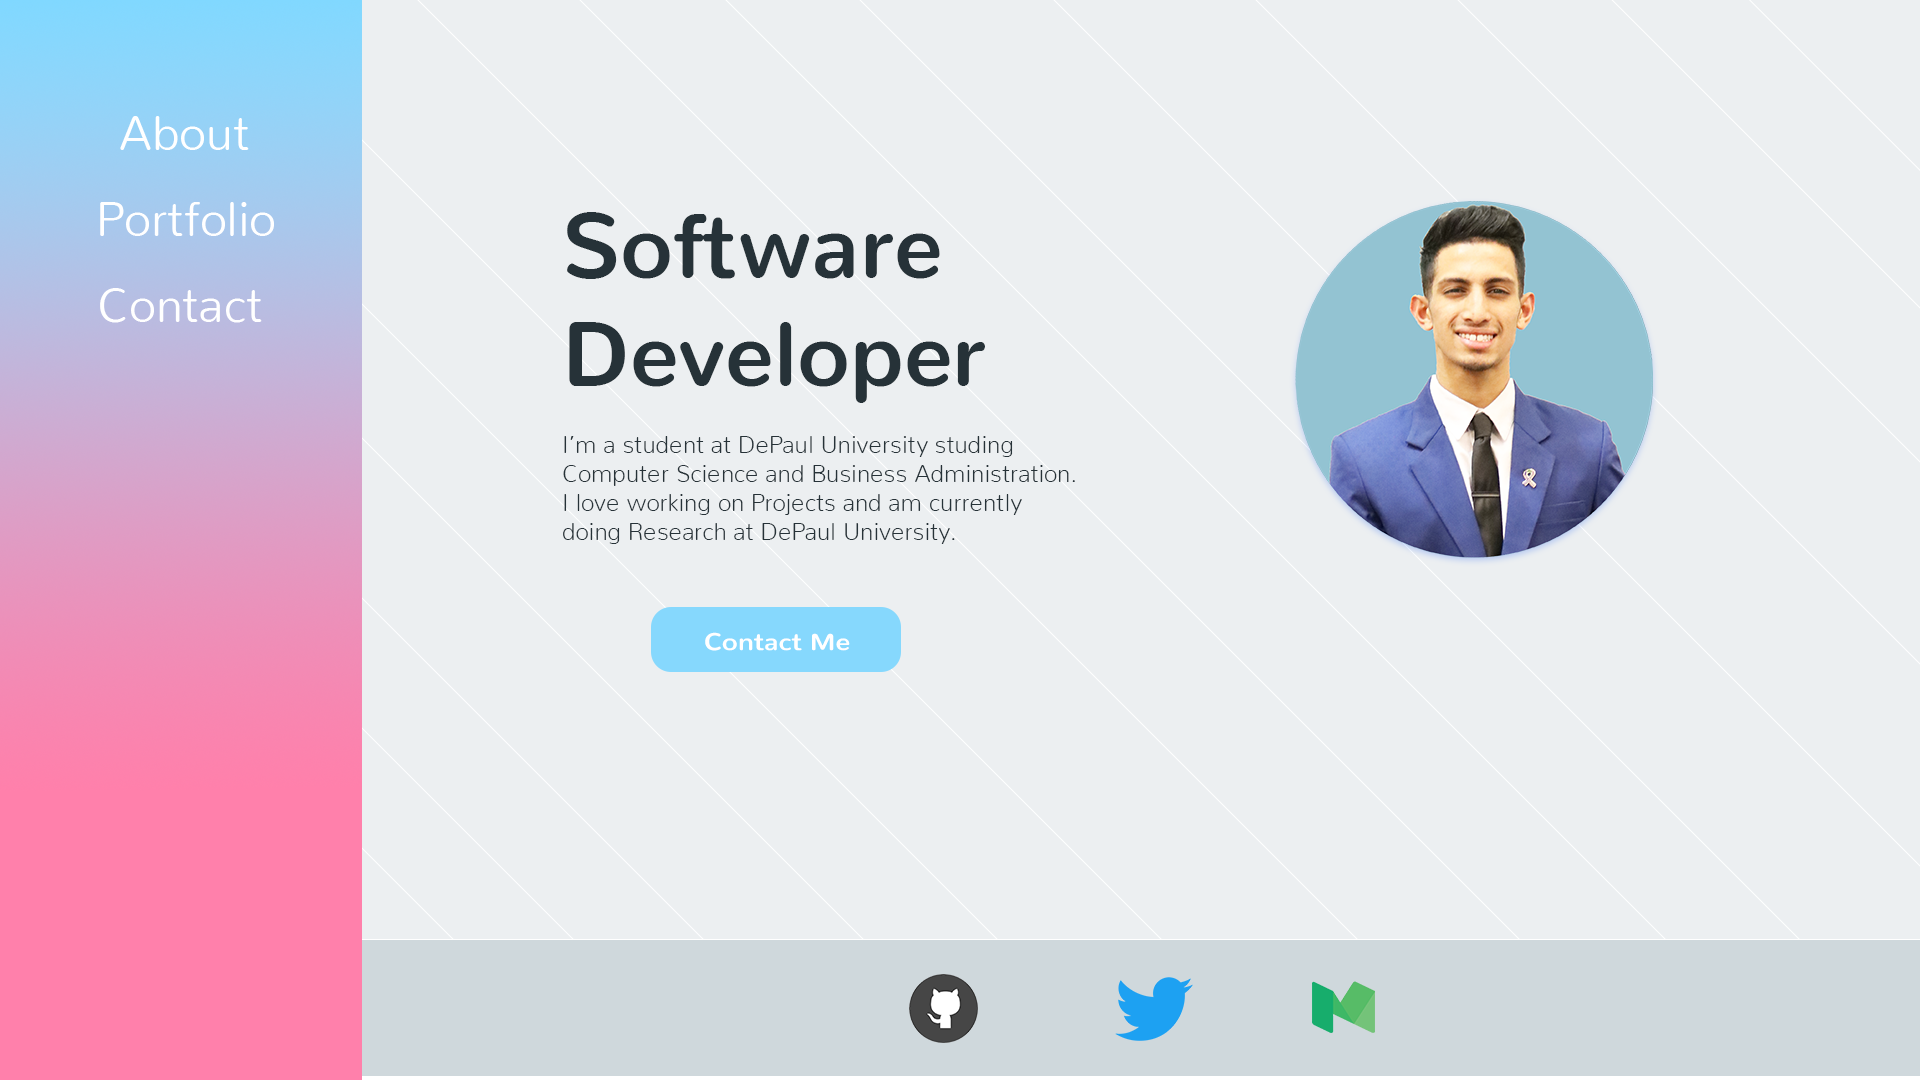 About
Portfolio
Contact
Software
Developer
I'm a student at DePaul University studing
Computer Science and Business Administration.
I love working on Projects and am currently
doing Research at DePaul University.
Contact Me